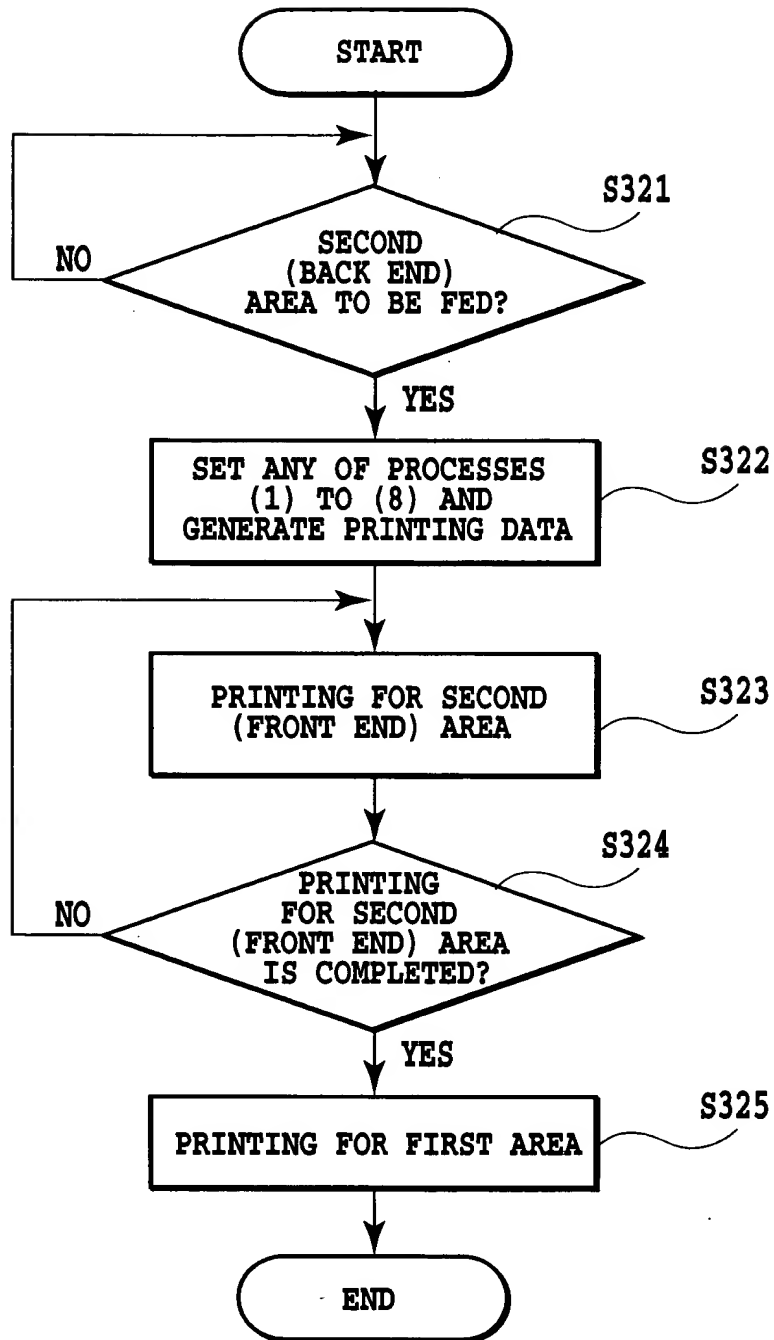 START
S321
SECOND
(BACK END)
AREA TO BE FED?
NO
YES
S322
SET ANY OF PROCESSES
(1) TO (8) AND
GENERATE PRINTING DATA
S323
PRINTING FOR SECOND
(FRONT END) AREA
S324
PRINTING
FOR SECOND
(FRONT END) AREA
IS COMPLETED?
NO
YES
S325
PRINTING FOR FIRST AREA
END